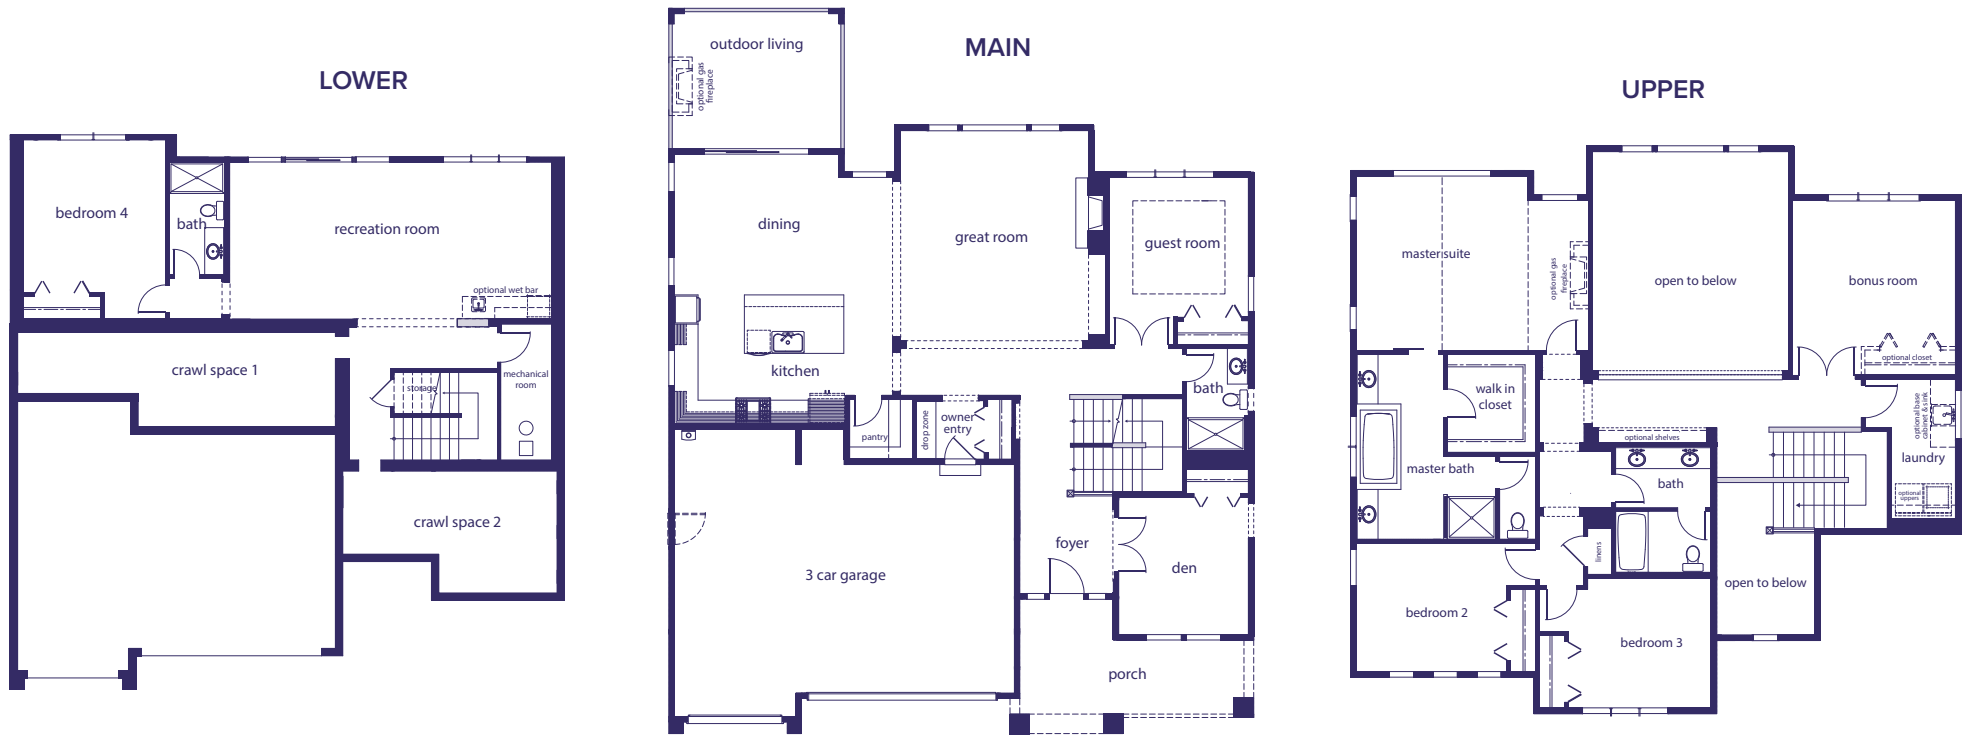 LOWER
bedroom 4
bath
recreation room
optional wet bar
crawl space 1
storage
mechanical
room
crawl space 2
MAIN
outdoor living
optional gas
fireplace
dining
great room
guest room
kitchen
pantry
drop zone
owner
entry
bath
foyer
den
3 car garage
porch
UPPER
master suite
optional gas
fireplace
open to below
bonus room
optional closet
walk in
closet
optional shelves
optional base
cabinet & sink
master bath
bath
laundry
optional
uppers
linens
bedroom 2
bedroom 3
open to below